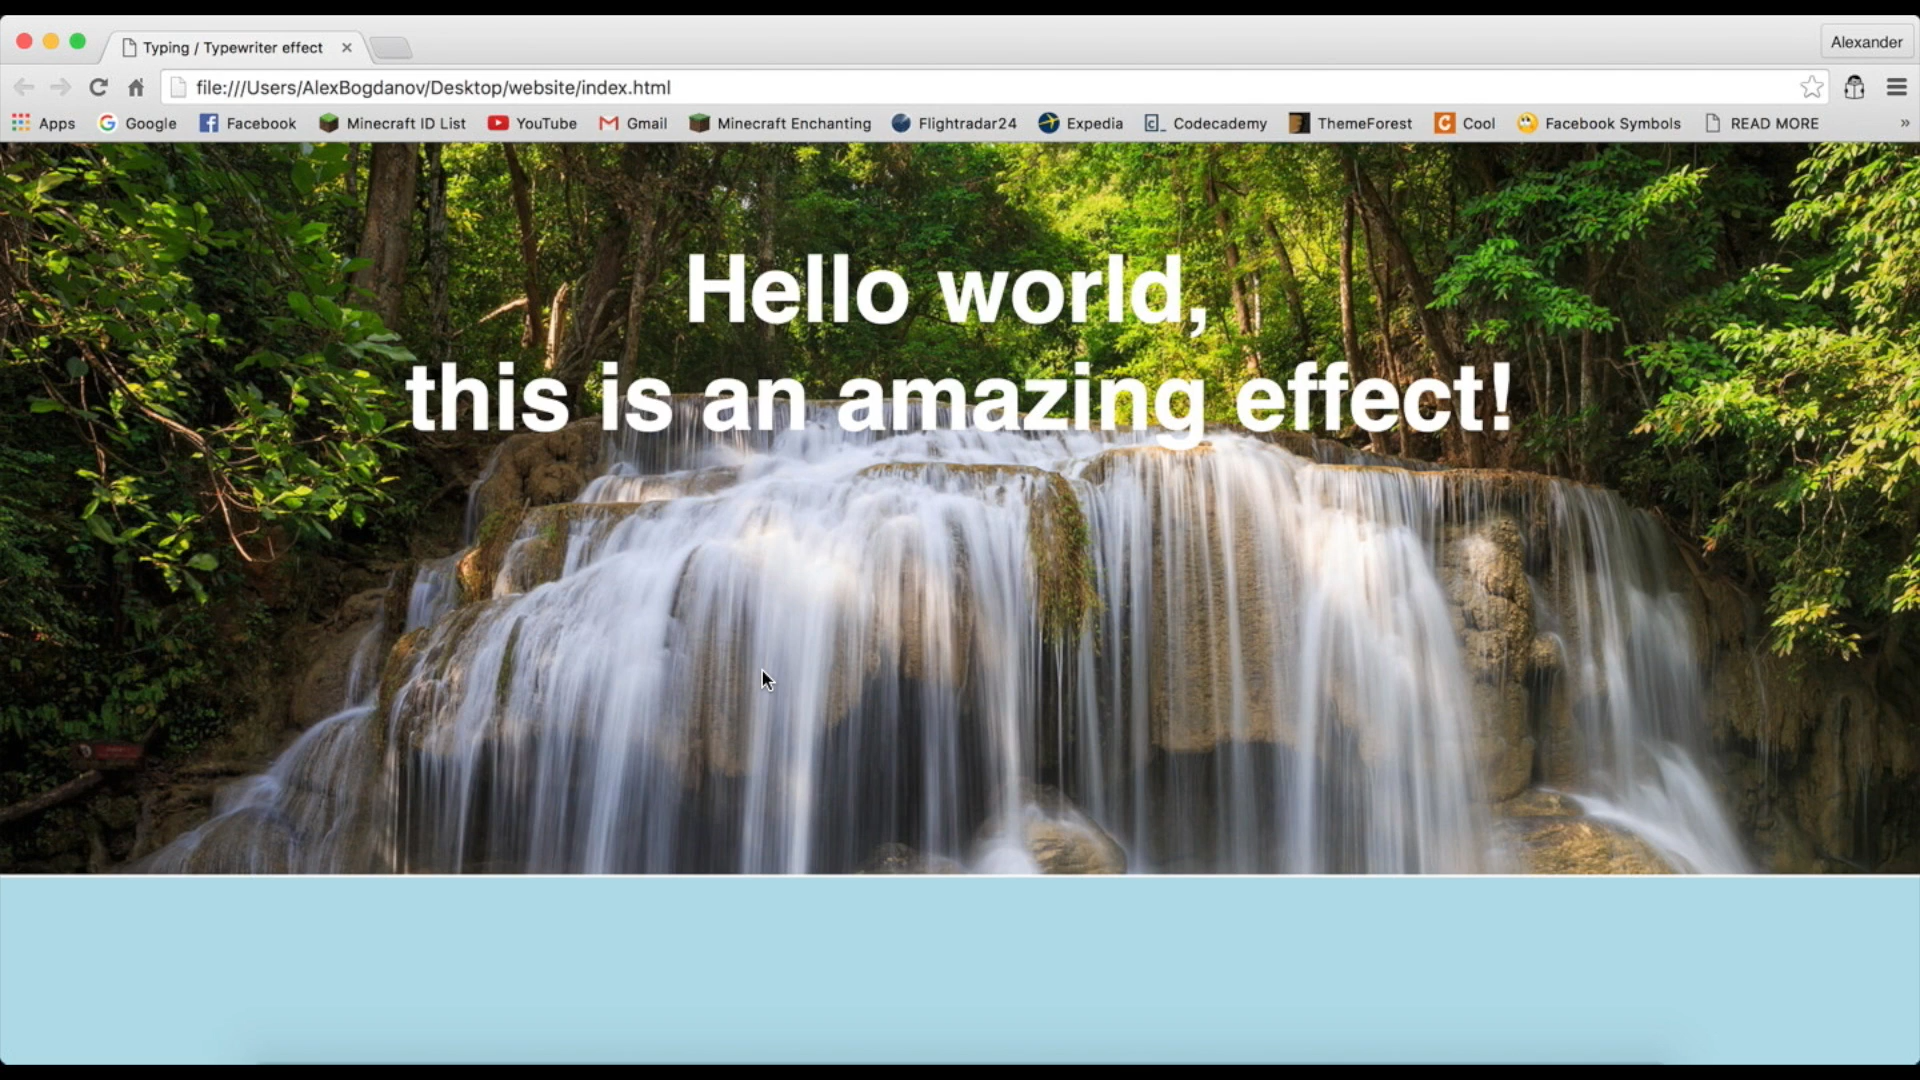 Typing / Typewriter effect
Alexander
file:///Users/AlexBogdanov/Desktop/website/index.html
Apps Google Facebook Minecraft ID List YouTube Gmail Minecraft Enchanting Flightradar24 Expedia Codecademy ThemeForest Cool Facebook Symbols READ MORE »
Hello world,
this is an amazing effect!